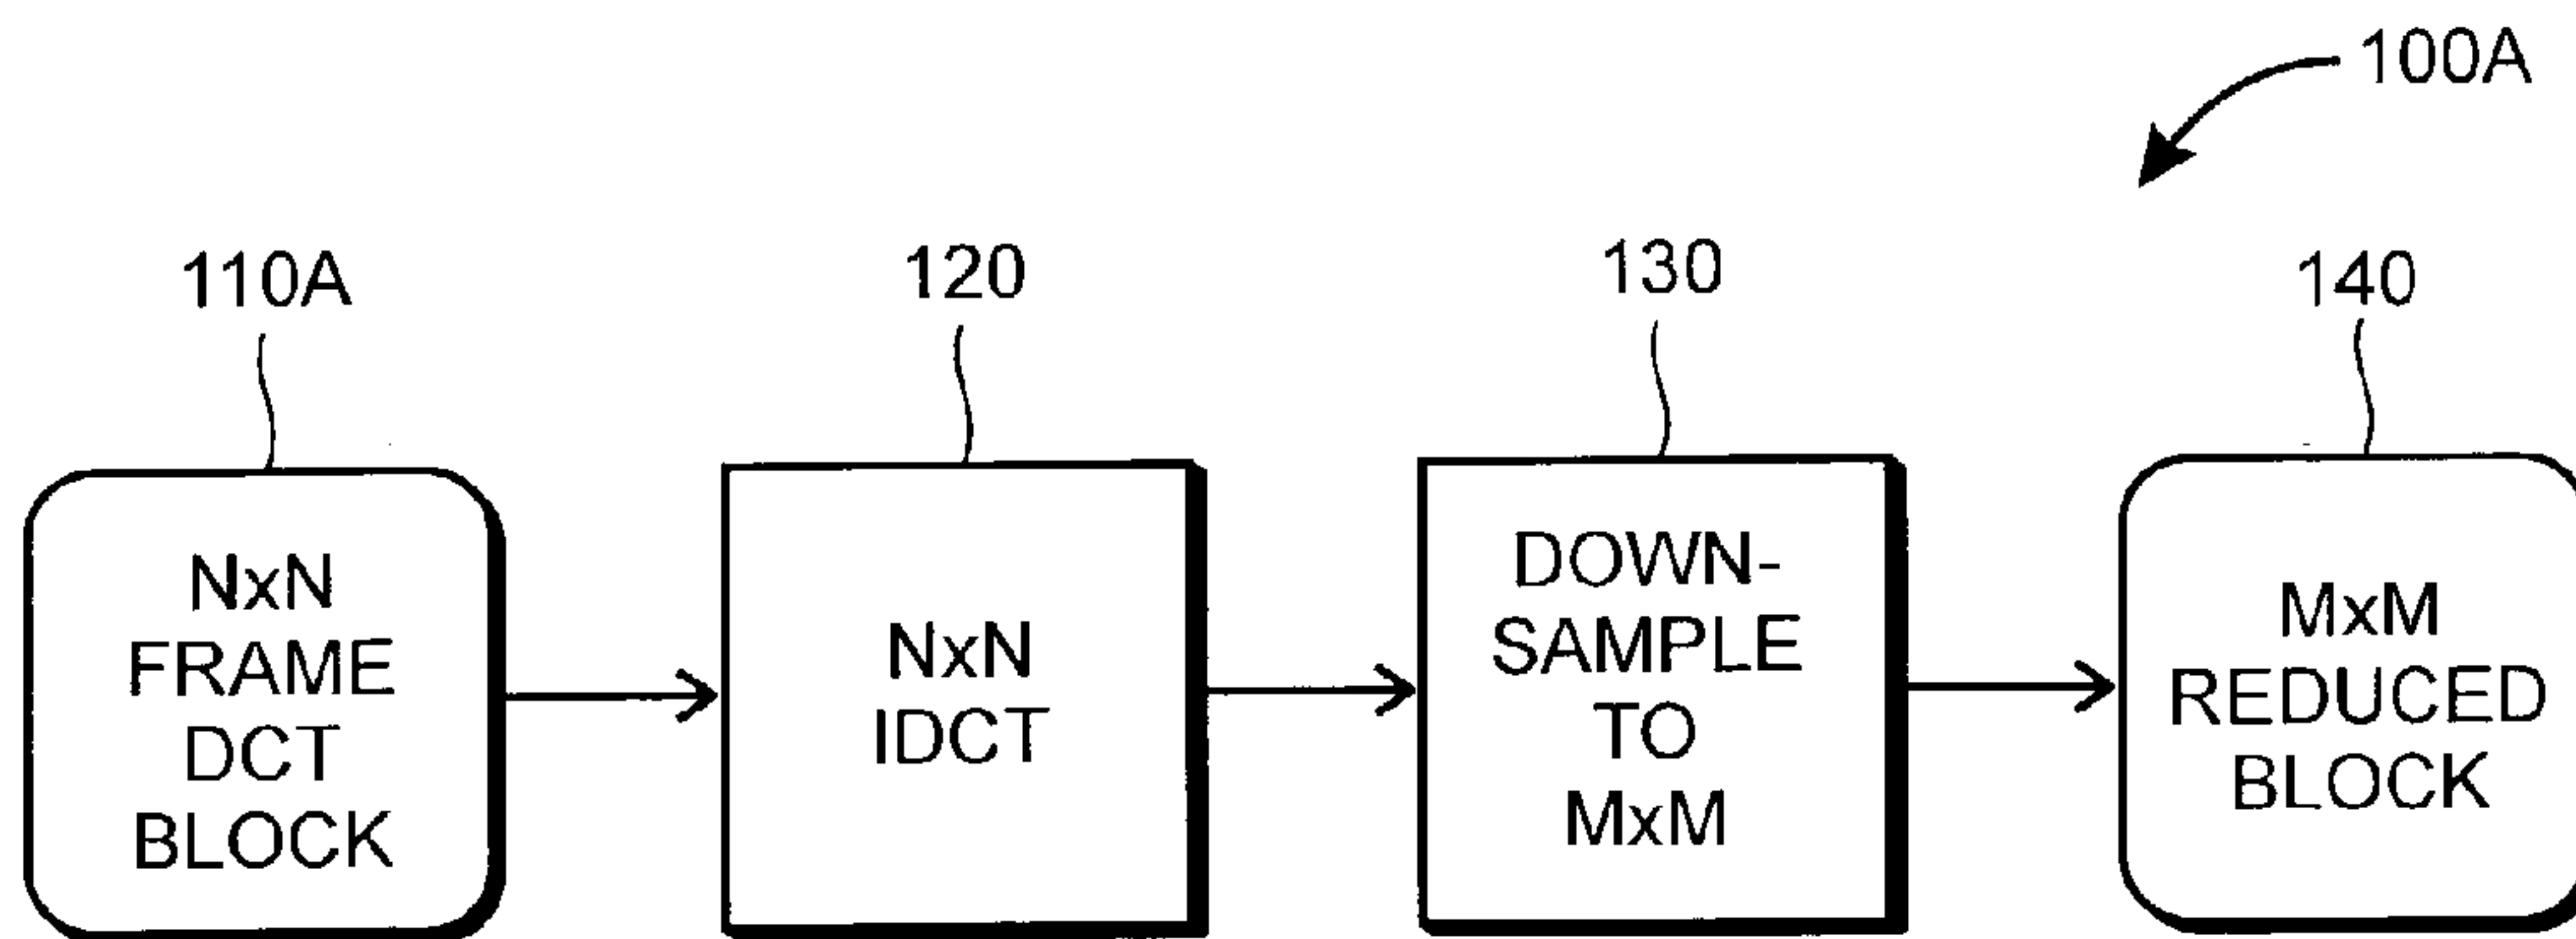 100A
110A
120
130
140
NxN
FRAME
DCT
BLOCK
NxN
IDCT
DOWN-
SAMPLE
TO
MxM
MxM
REDUCED
BLOCK